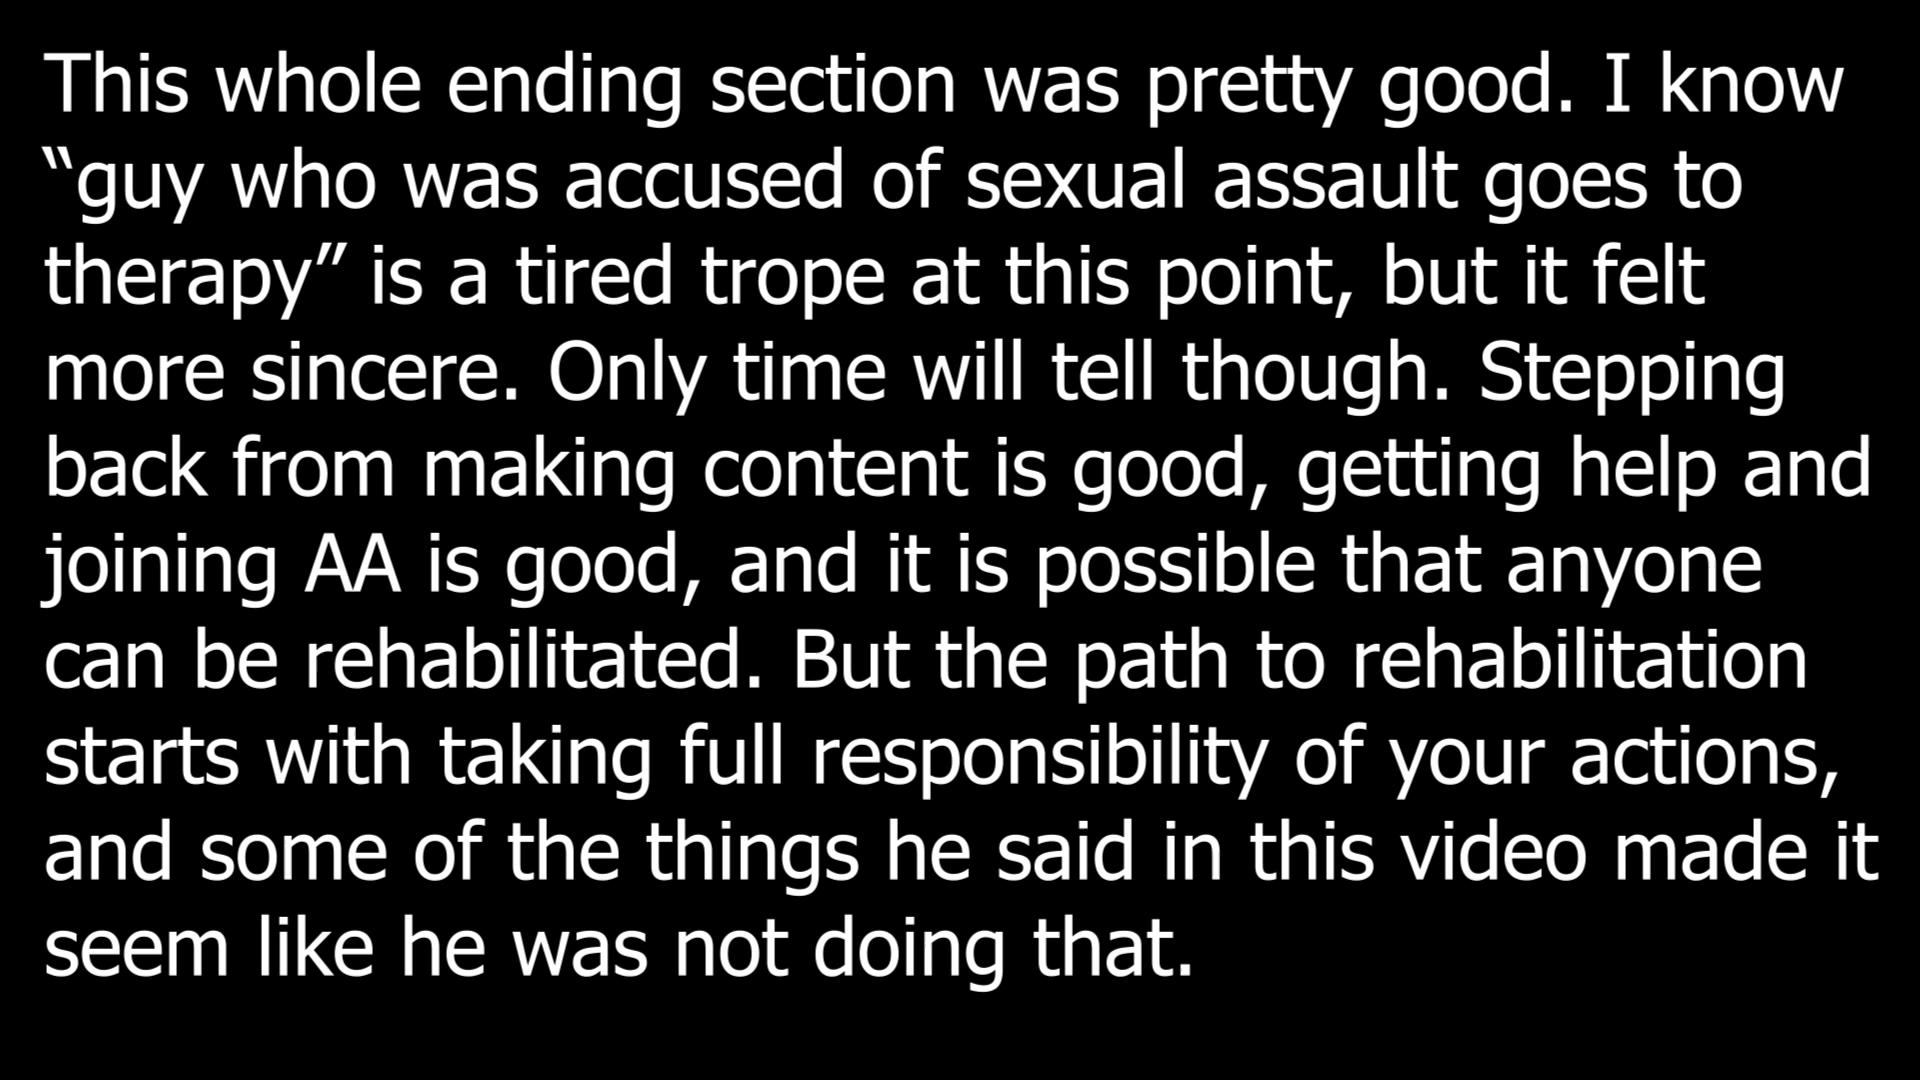 This whole ending section was pretty good. I know
“guy who was accused of sexual assault goes to
therapy” is a tired trope at this point, but it felt
more sincere. Only time will tell though. Stepping
back from making content is good, getting help and
joining AA is good, and it is possible that anyone
can be rehabilitated. But the path to rehabilitation
starts with taking full responsibility of your actions,
and some of the things he said in this video made it
seem like he was not doing that.